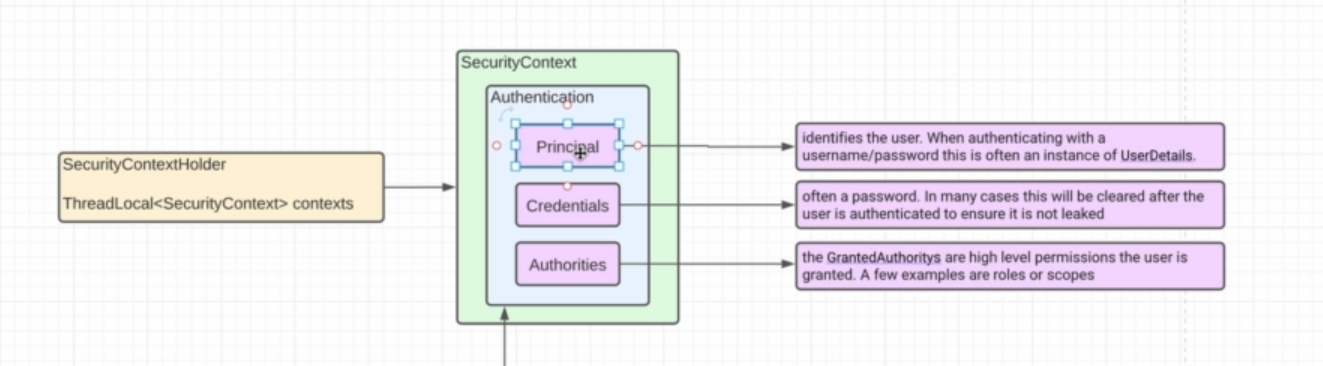 SecurityContext
Authentication
Principal
identifies the user. When authenticating with a
username/password this is often an instance of UserDetails.
SecurityContextHolder
ThreadLocal<SecurityContext> contexts
Credentials
often a password. In many cases this will be cleared after the
user is authenticated to ensure it is not leaked
Authorities
the GrantedAuthoritys are high level permissions the user is
granted. A few examples are roles or scopes